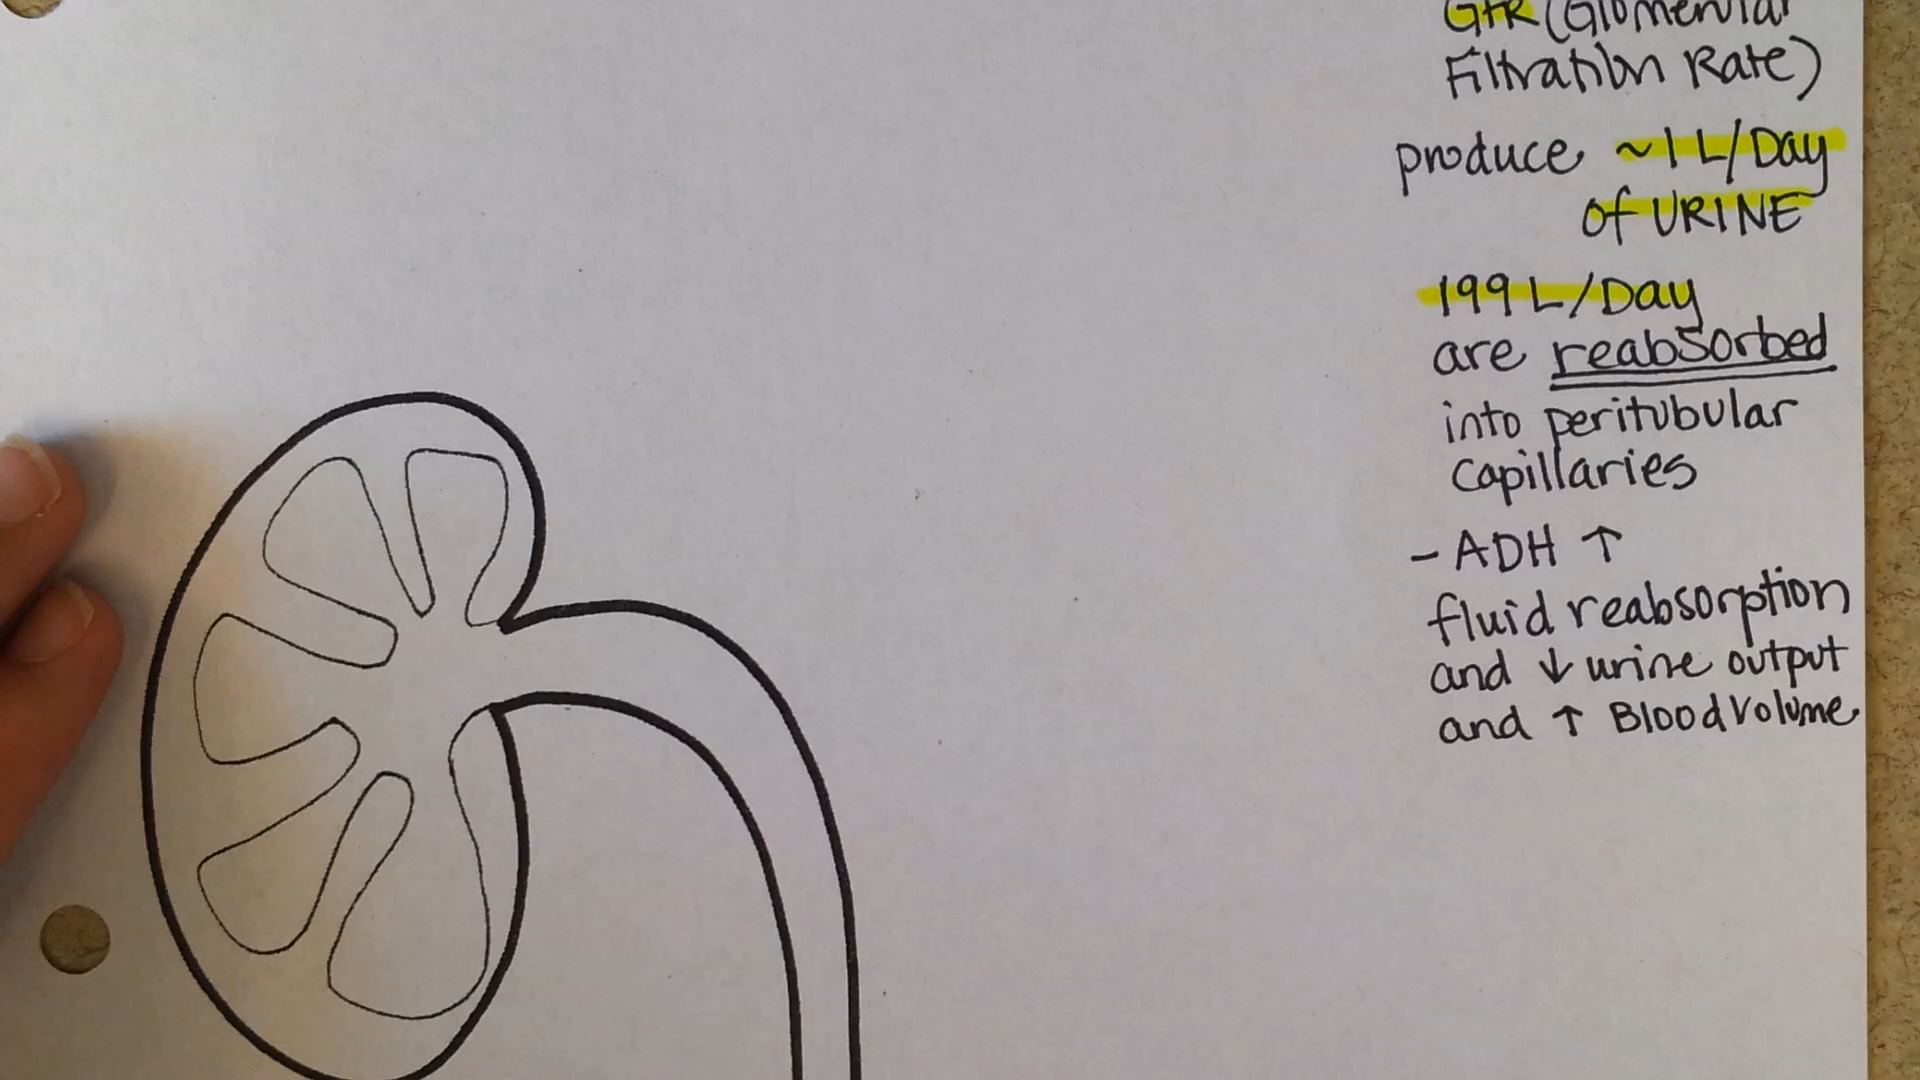 GFR (Glomerular
Filtration Rate)
produce ~1 L/Day
of URINE
199 L/Day
are reabsorbed
into peritubular
capillaries
- ADH ↑
fluid reabsorption
and ↓ urine output
and ↑ Blood Volume